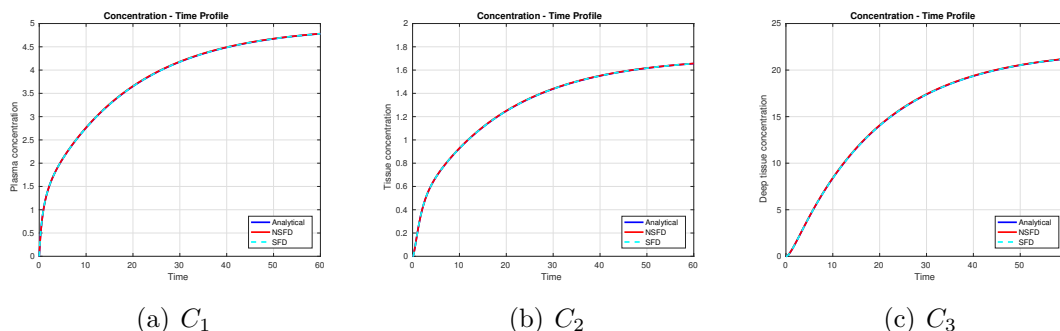 Concentration - Time Profile
Plasma concentration
5
4.5
4
3.5
3
2.5
2
1.5
1
0.5
0
0 10 20 30 40 50 60
Time
Analytical
NSFD
SFD
(a) C1
Concentration - Time Profile
Tissue concentration
2
1.8
1.6
1.4
1.2
1
0.8
0.6
0.4
0.2
0
0 10 20 30 40 50 60
Time
Analytical
NSFD
SFD
(b) C2
Concentration - Time Profile
Deep tissue concentration
25
20
15
10
5
0
0 10 20 30 40 50
Time
Analytical
NSFD
SFD
(c) C3